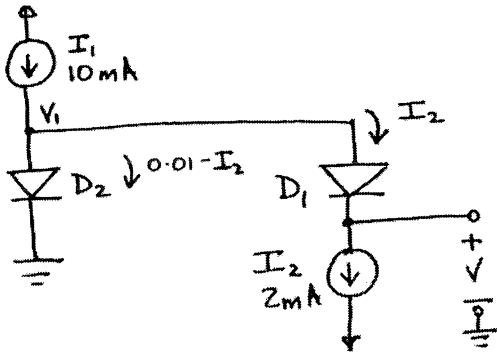 I₁
10mA
V₁
I₂
0.01-I₂
D₂
D₁
I₂
2mA
+
V
-